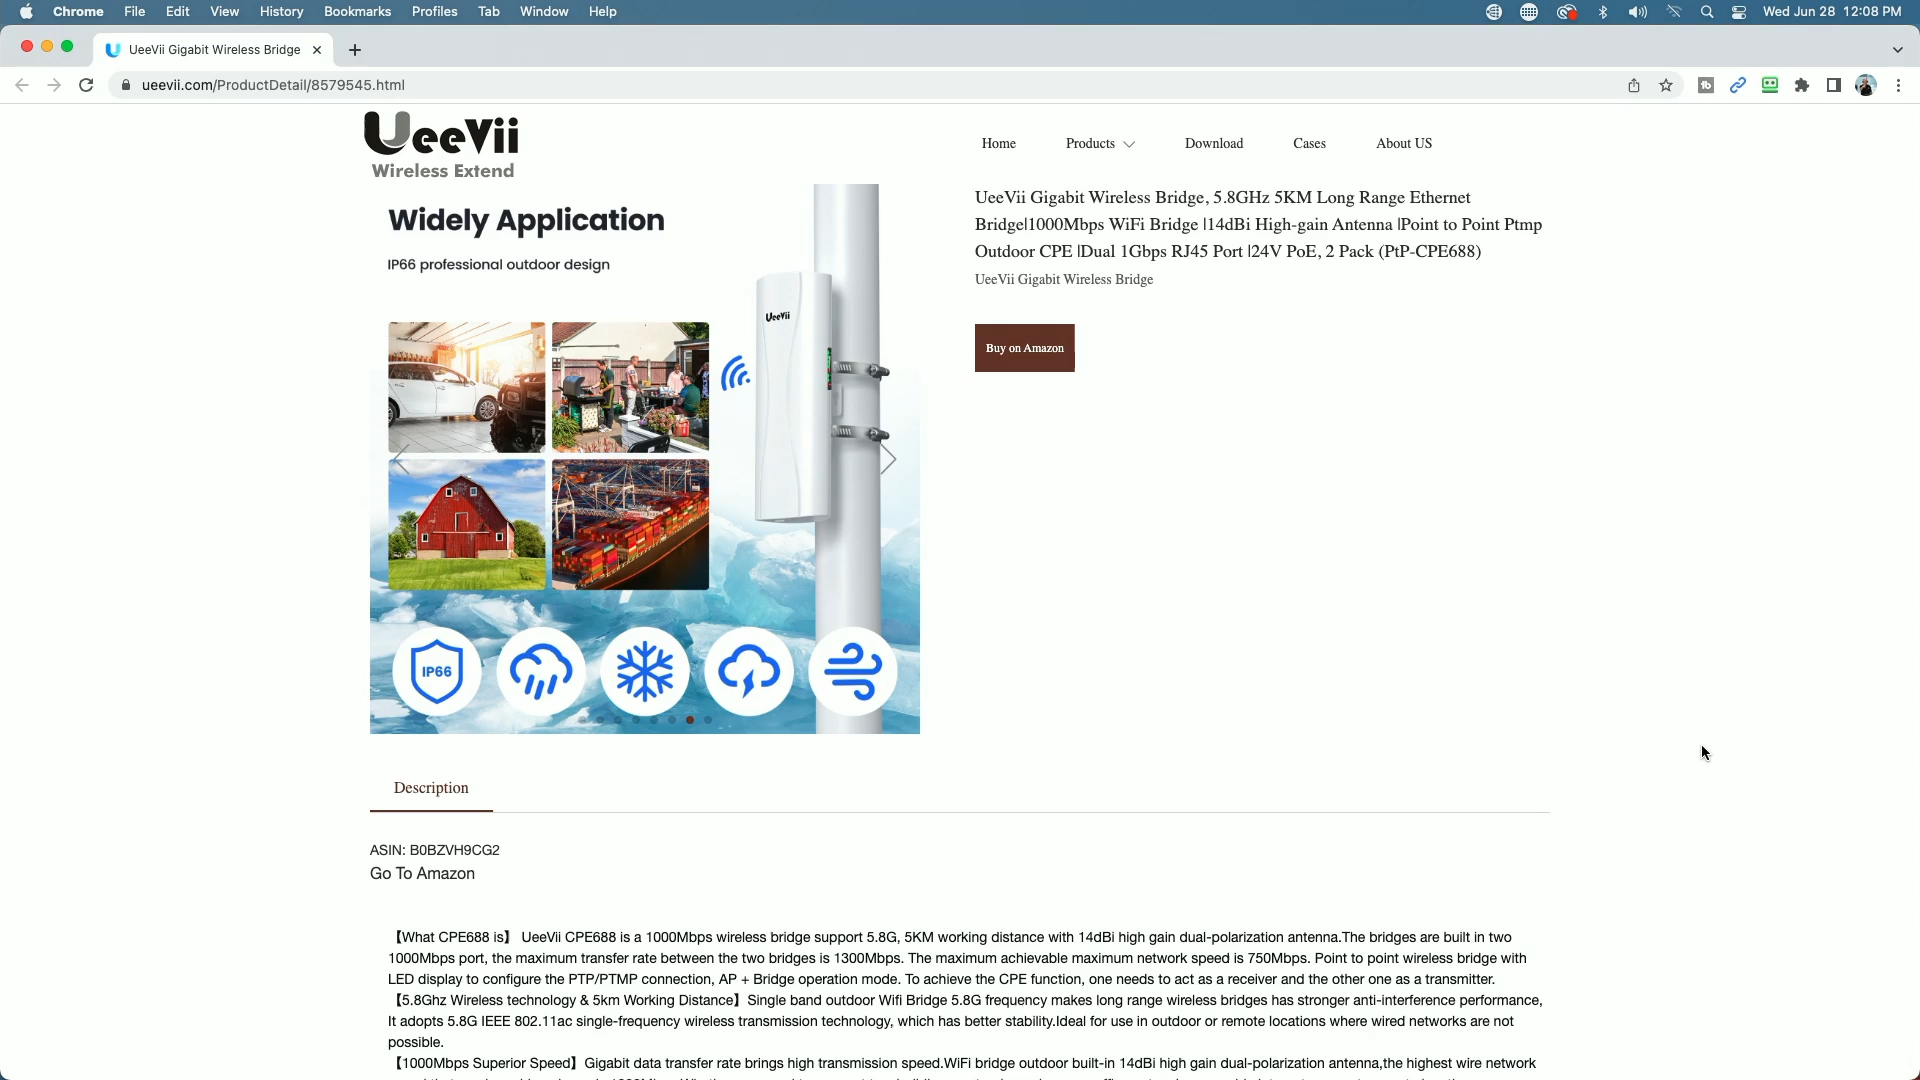 Chrome File Edit View History Bookmarks Profiles Tab Window Help Wed Jun 28 12:08 PM
UeeVii Gigabit Wireless Bridge
ueevii.com/ProductDetail/8579545.html
UeeVii
Wireless Extend
Home Products Download Cases About US
Widely Application
IP66 professional outdoor design
UeeVii
IP66
UeeVii Gigabit Wireless Bridge, 5.8GHz 5KM Long Range Ethernet
Bridge|1000Mbps WiFi Bridge |14dBi High-gain Antenna |Point to Point Ptmp
Outdoor CPE |Dual 1Gbps RJ45 Port |24V PoE, 2 Pack (PtP-CPE688)
UeeVii Gigabit Wireless Bridge
Buy on Amazon
Description
ASIN: B0BZVH9CG2
Go To Amazon
【What CPE688 is】 UeeVii CPE688 is a 1000Mbps wireless bridge support 5.8G, 5KM working distance with 14dBi high gain dual-polarization antenna.The bridges are built in two
1000Mbps port, the maximum transfer rate between the two bridges is 1300Mbps. The maximum achievable maximum network speed is 750Mbps. Point to point wireless bridge with
LED display to configure the PTP/PTMP connection, AP + Bridge operation mode. To achieve the CPE function, one needs to act as a receiver and the other one as a transmitter.
【5.8Ghz Wireless technology & 5km Working Distance】Single band outdoor Wifi Bridge 5.8G frequency makes long range wireless bridges has stronger anti-interference performance,
It adopts 5.8G IEEE 802.11ac single-frequency wireless transmission technology, which has better stability.Ideal for use in outdoor or remote locations where wired networks are not
possible.
【1000Mbps Superior Speed】Gigabit data transfer rate brings high transmission speed.WiFi bridge outdoor built-in 14dBi high gain dual-polarization antenna,the highest wire network